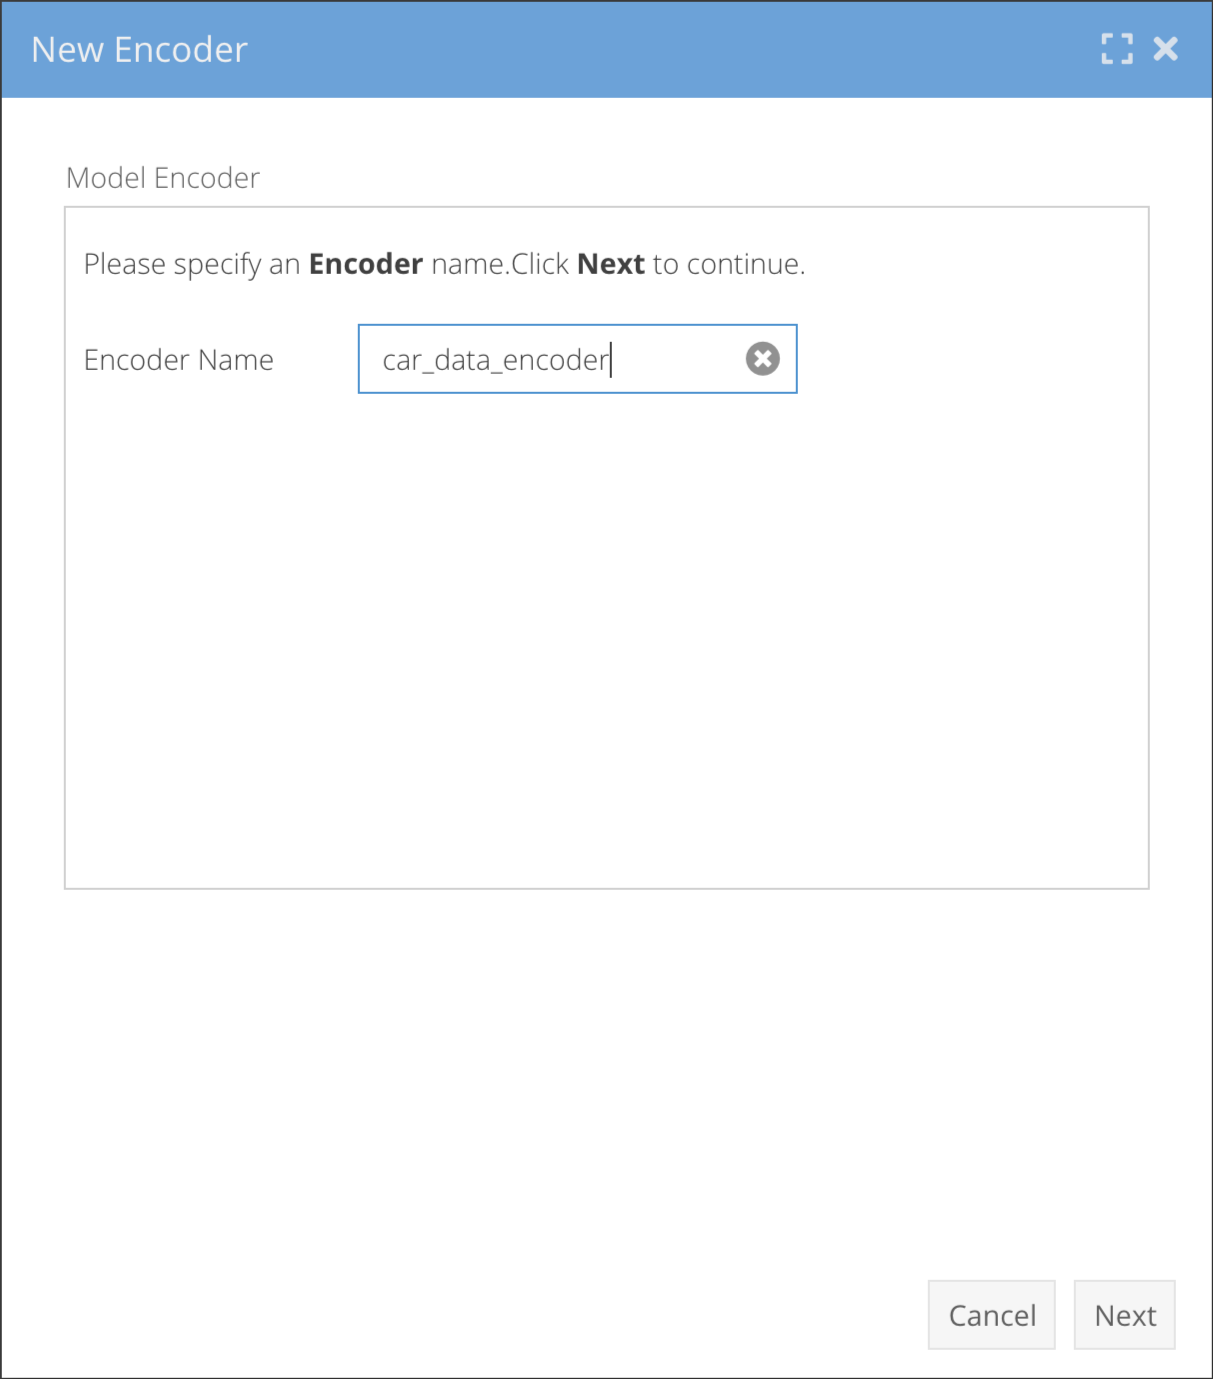 New Encoder
Model Encoder
Please specify an Encoder name.Click Next to continue.
Encoder Name car_data_encoder
Cancel Next